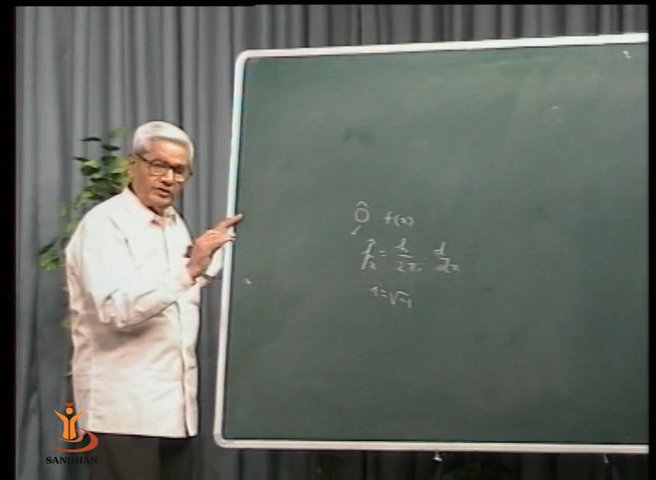 Ô f(x)
p̂x = h/2πi · d/dx
i=√-1
SANDHAN